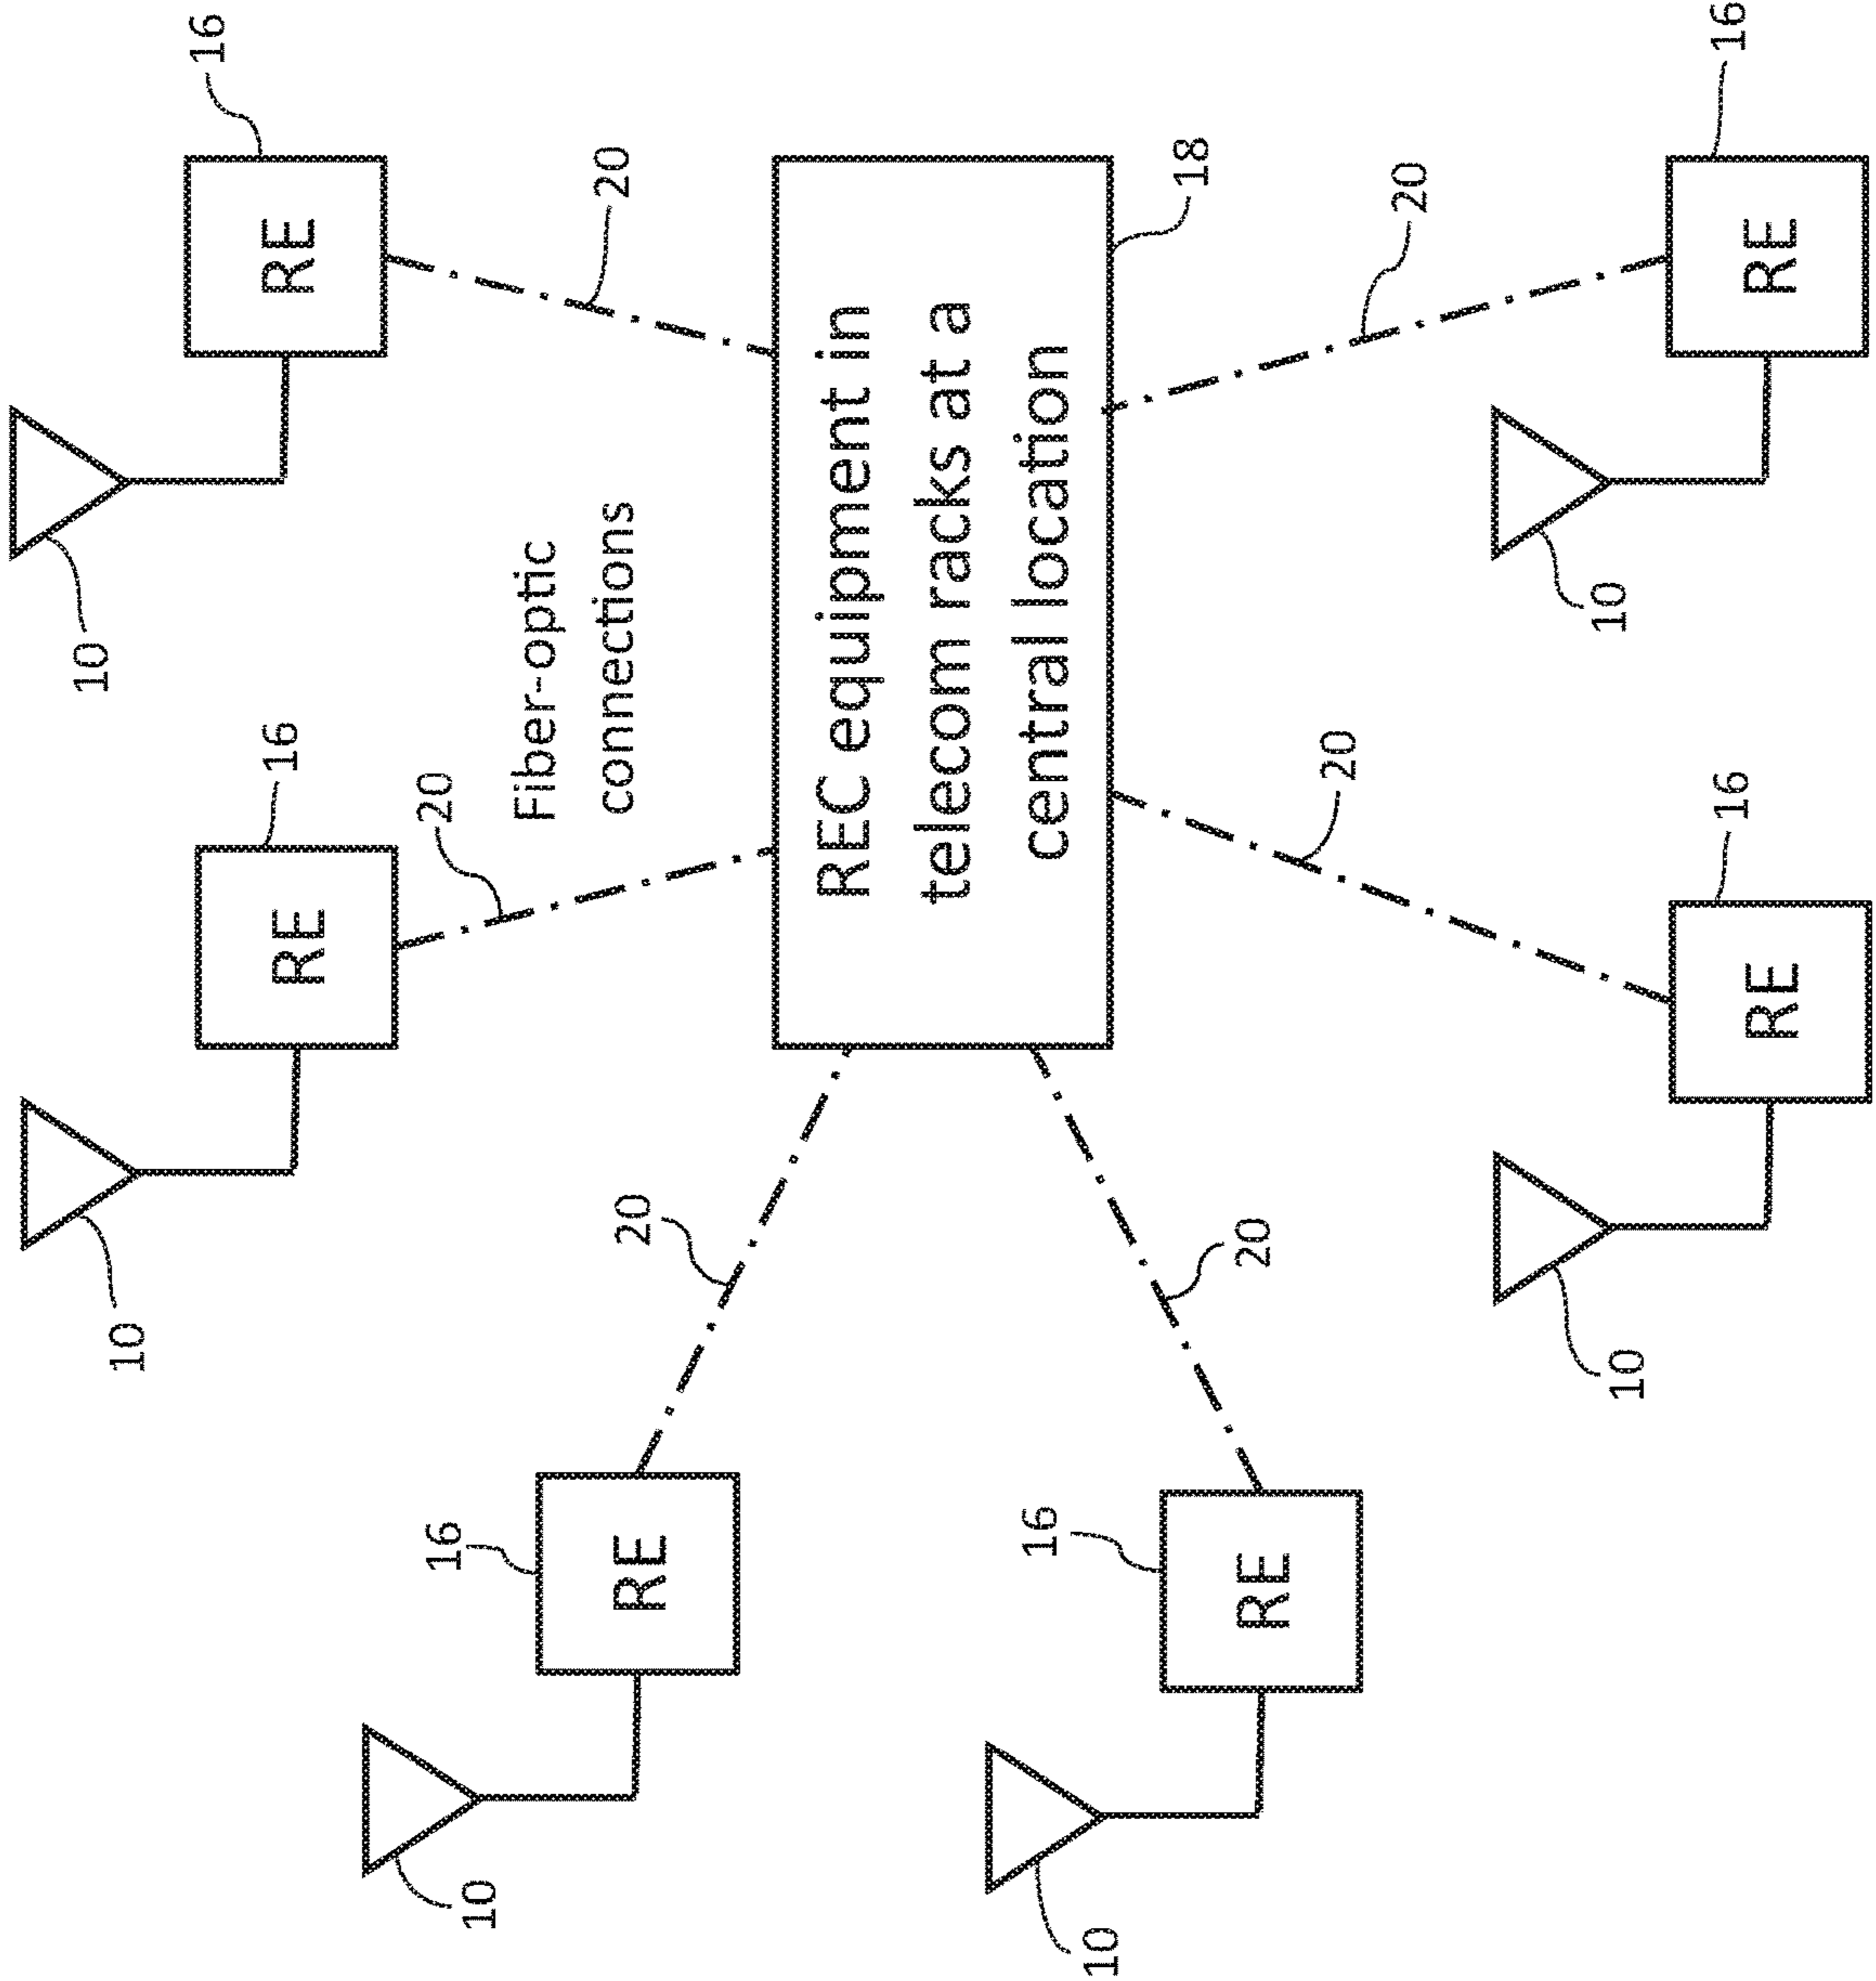 10
10
16
16
RE
RE
20
16
10
Fiber-optic
connections
20
20
RE
REC equipment in
telecom racks at a
central location
16
10
18
20
RE
20
20
10
10
16
16
RE
RE